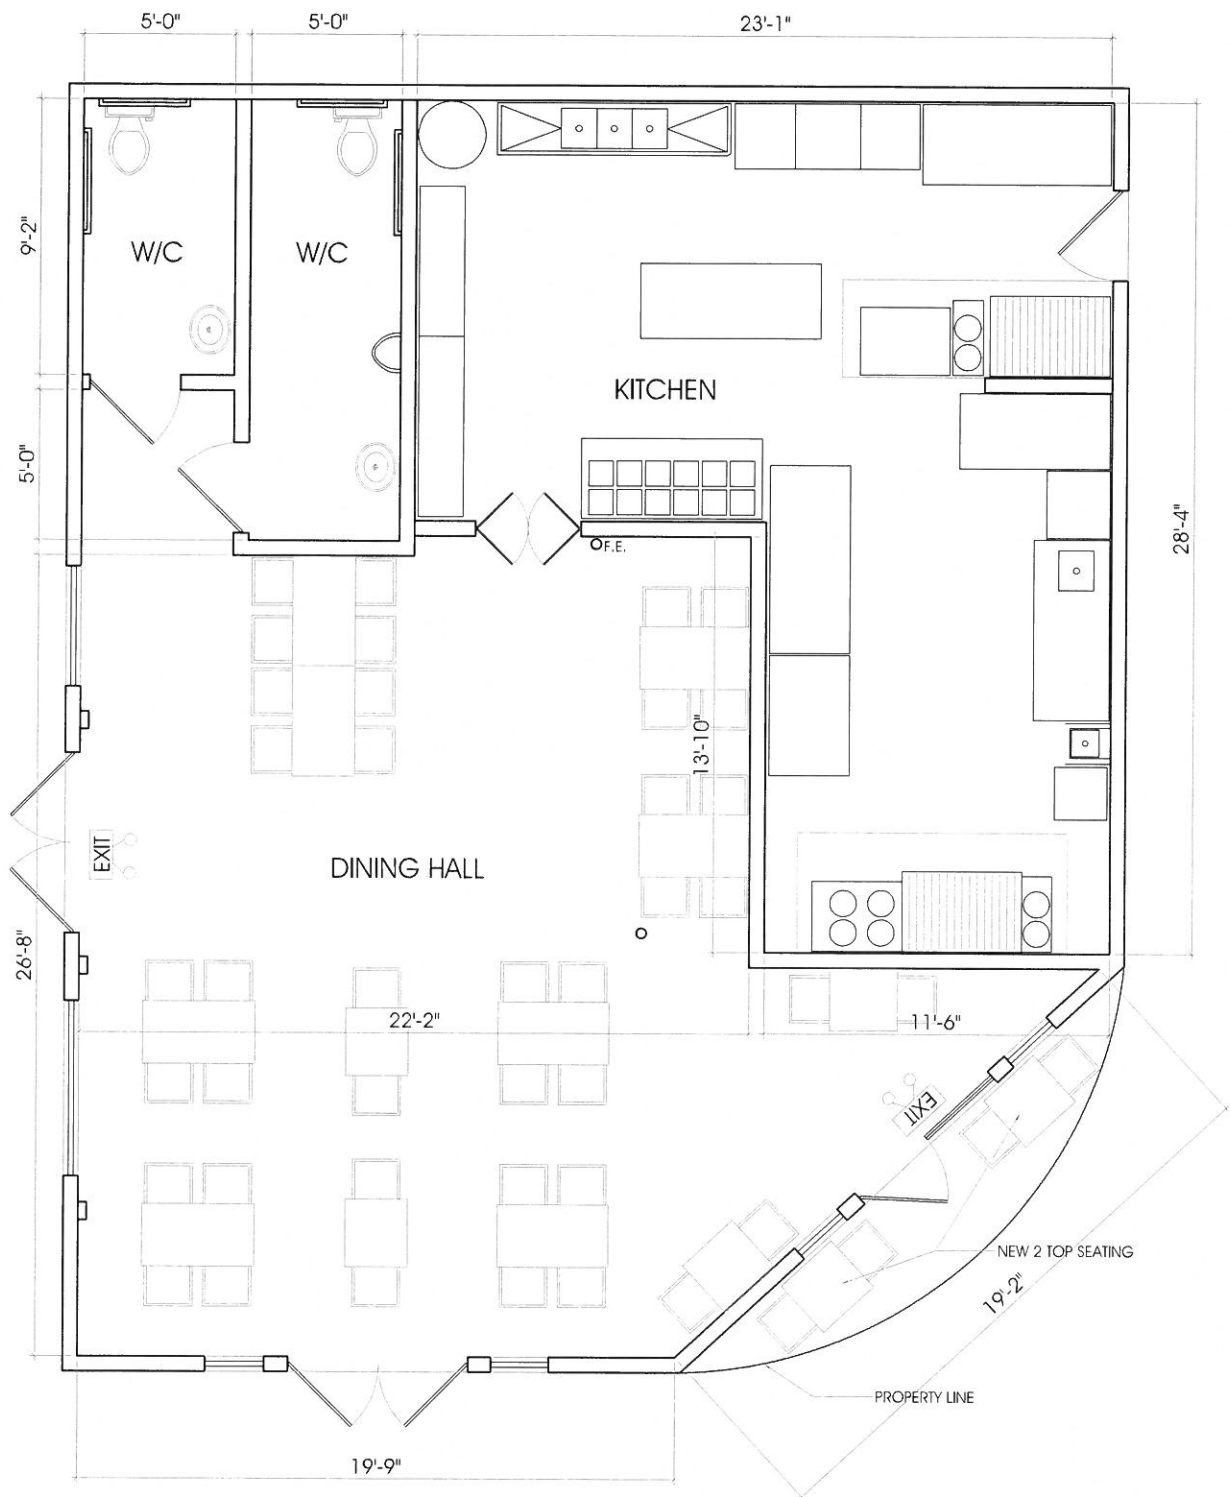 5'-0"
5'-0"
23'-1"
9'-2"
W/C
W/C
KITCHEN
5'-0"
28'-4"
F.E.
13'-10"
EXIT
DINING HALL
26'-8"
22'-2"
11'-6"
EXIT
NEW 2 TOP SEATING
19'-2"
PROPERTY LINE
19'-9"